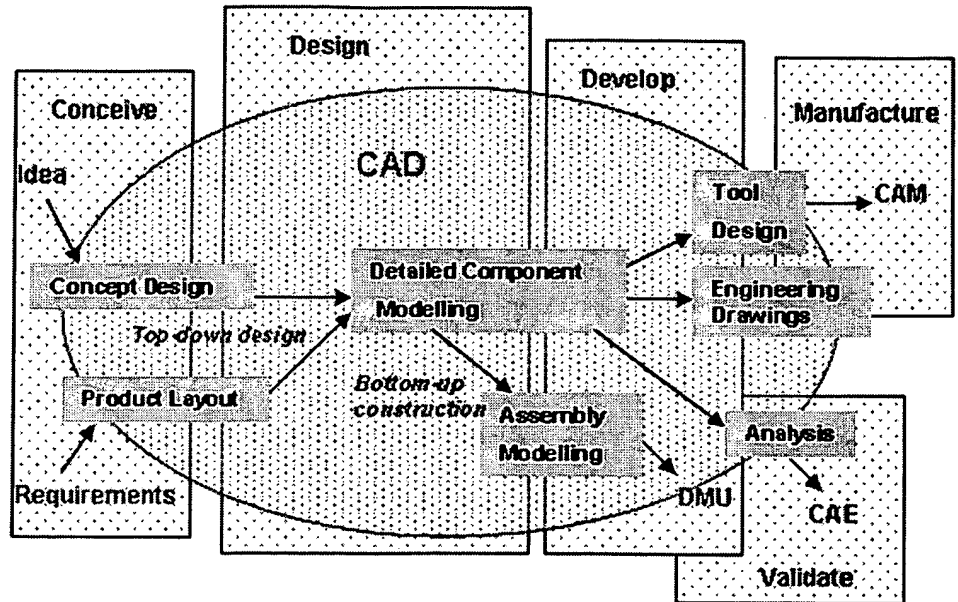 Design
Develop
Conceive
Manufacture
Idea
CAD
Tool
Design
CAM
Concept Design
Detailed Component
Modelling
Engineering
Drawings
Top-down design
Product Layout
Bottom-up
construction
Assembly
Modelling
Analysis
Requirements
DMU
CAE
Validate